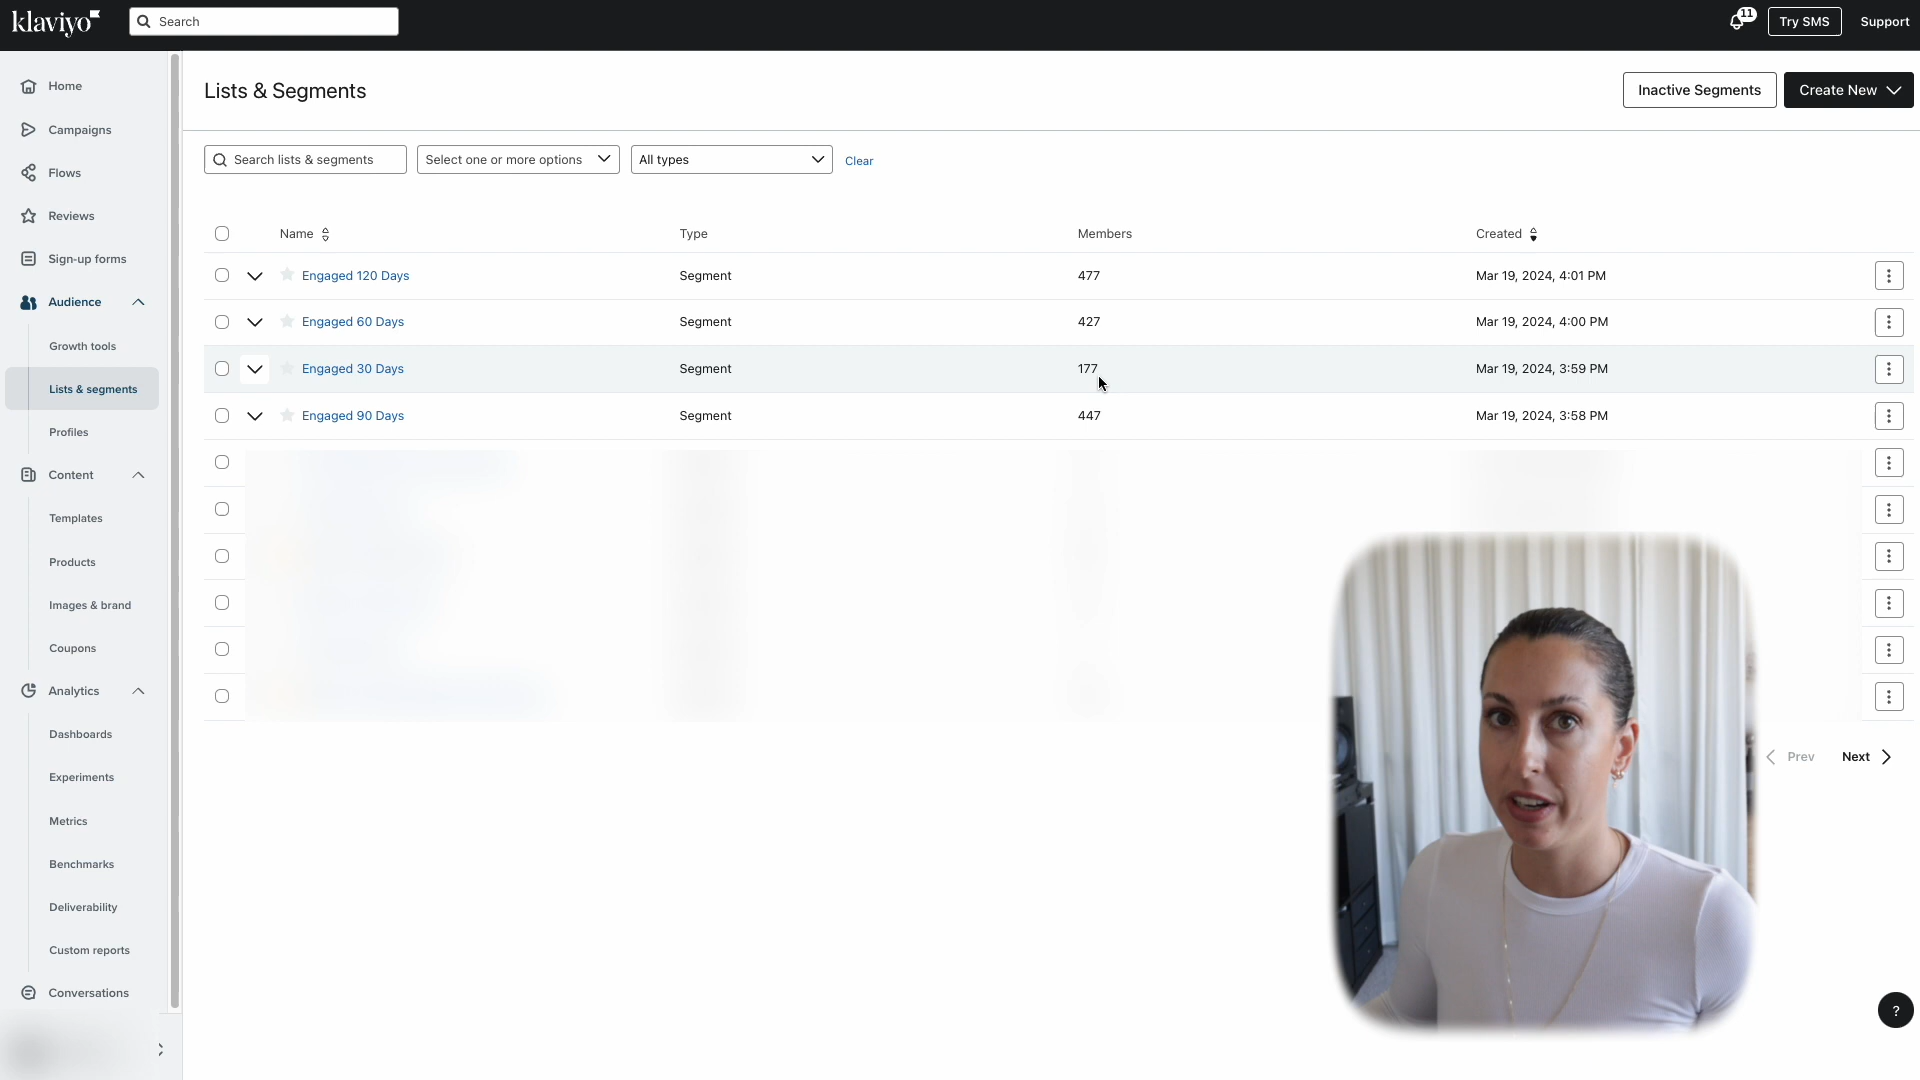 klaviyo
Search
11
Try SMS
Support
Home
Campaigns
Flows
Reviews
Sign-up forms
Audience
Growth tools
Lists & segments
Profiles
Content
Templates
Products
Images & brand
Coupons
Analytics
Dashboards
Experiments
Metrics
Benchmarks
Deliverability
Custom reports
Conversations
Lists & Segments
Inactive Segments
Create New
Search lists & segments
Select one or more options
All types
Clear
Name Type Members Created
Engaged 120 Days Segment 477 Mar 19, 2024, 4:01 PM
Engaged 60 Days Segment 427 Mar 19, 2024, 4:00 PM
Engaged 30 Days Segment 177 Mar 19, 2024, 3:59 PM
Engaged 90 Days Segment 447 Mar 19, 2024, 3:58 PM
Prev Next
?